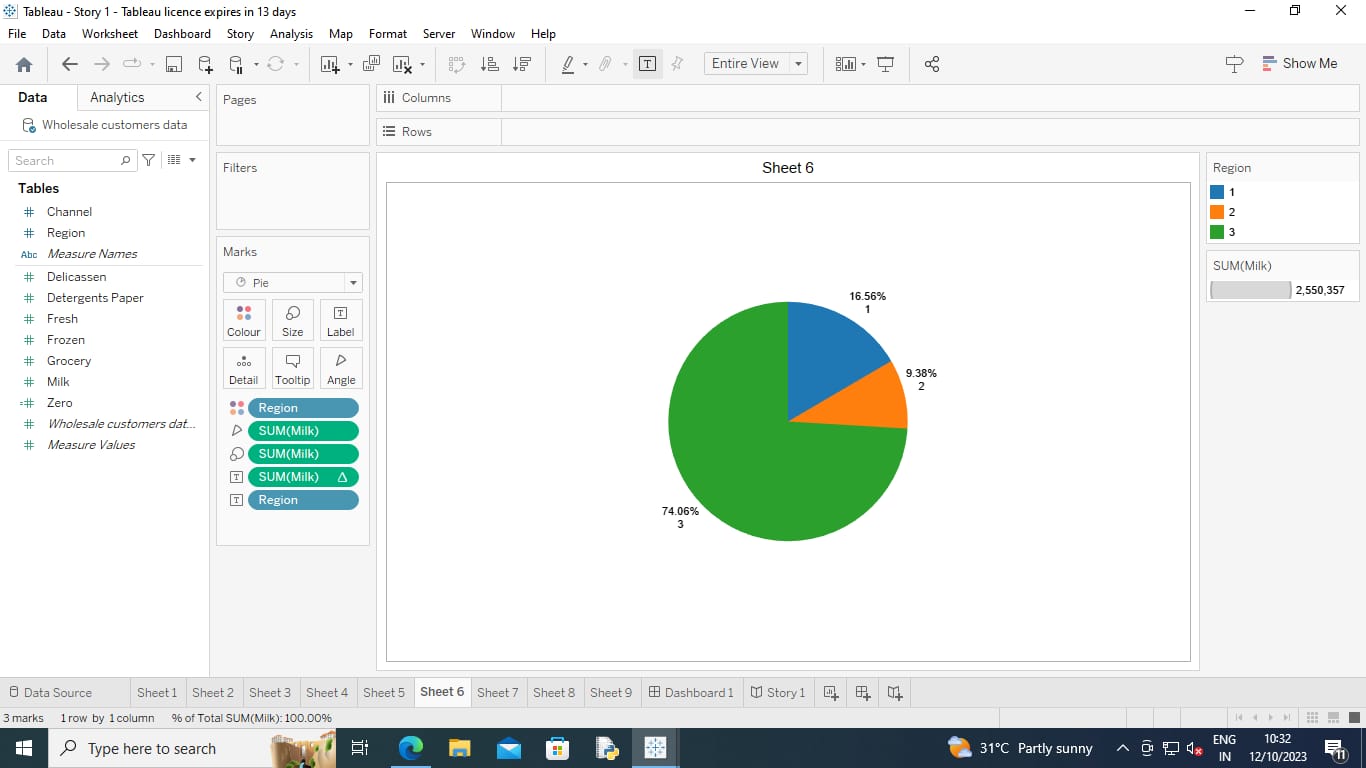 Tableau - Story 1 - Tableau licence expires in 13 days
File Data Worksheet Dashboard Story Analysis Map Format Server Window Help
Entire View
Show Me
Data Analytics
Wholesale customers data
Search
Tables
Channel
Region
Abc Measure Names
Delicassen
Detergents Paper
Fresh
Frozen
Grocery
Milk
Zero
Wholesale customers dat...
Measure Values
Pages
Filters
Marks
Pie
Colour Size Label
Detail Tooltip Angle
Region
SUM(Milk)
SUM(Milk)
SUM(Milk)
Region
Columns
Rows
Sheet 6
16.56%
1
9.38%
2
74.06%
3
Region
1
2
3
SUM(Milk)
2,550,357
Data Source Sheet 1 Sheet 2 Sheet 3 Sheet 4 Sheet 5 Sheet 6 Sheet 7 Sheet 8 Sheet 9 Dashboard 1 Story 1
3 marks 1 row by 1 column % of Total SUM(Milk): 100.00%
Type here to search
31°C Partly sunny
ENG
IN
10:32
12/10/2023
11